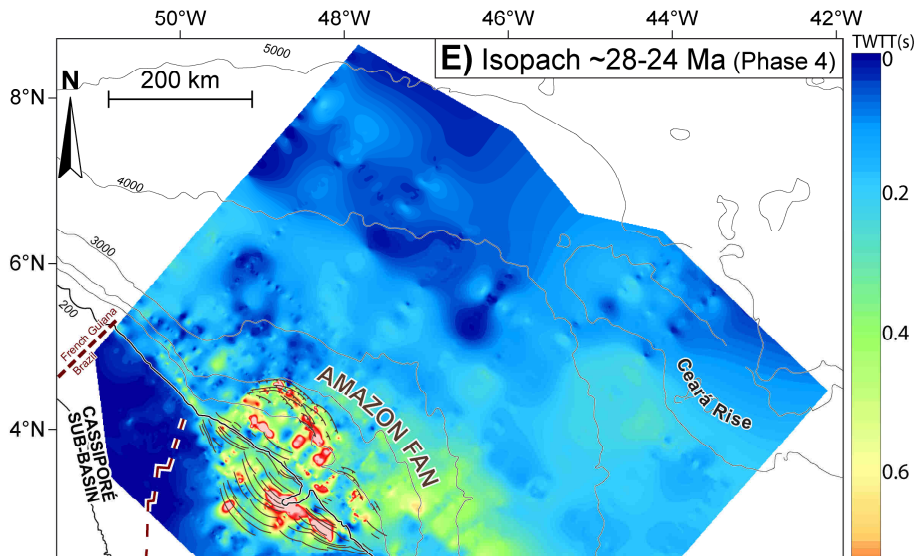 50°O
48°W
46°W
44°W
42°W
TWTT(s)
E) Isopach ~28-24 Ma (Phase 4)
5000
0
N
200 km
8°N
4000
0.2
3000
6°N
200
French Guiana
Brazil
0.4
AMAZON FAN
Ceará Rise
CASSIPORÉ
SUB-BASIN
4°N
0.6